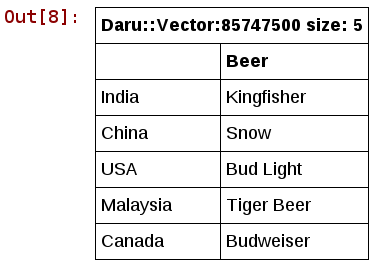 Out[8]:
Daru::Vector:85747500 size: 5
Beer
India Kingfisher
China Snow
USA Bud Light
Malaysia Tiger Beer
Canada Budweiser